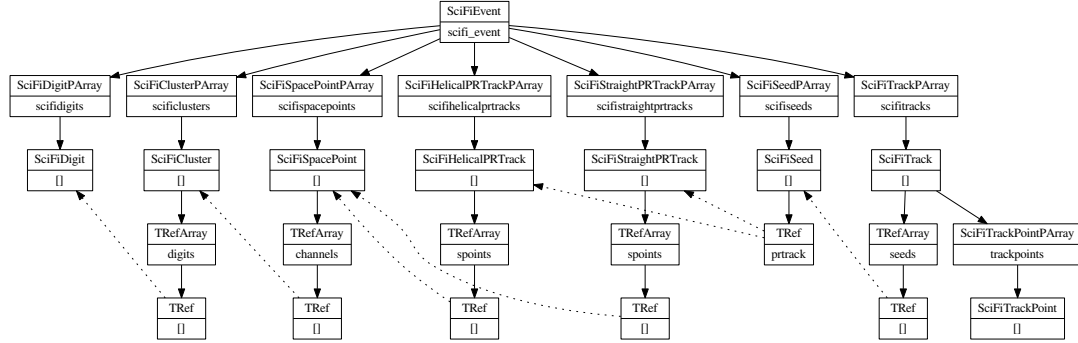 SciFiEvent
scifi_event
SciFiDigitPArray SciFiClusterPArray SciFiSpacePointPArray SciFiHelicalPRTrackPArray SciFiStraightPRTrackPArray SciFiSeedPArray SciFiTrackPArray
scifidigits scificlusters scifispacepoints scifihelicalprtracks scifistraightprtracks scifiseeds scifitracks
SciFiDigit SciFiCluster SciFiSpacePoint SciFiHelicalPRTrack SciFiStraightPRTrack SciFiSeed SciFiTrack
[] [] [] [] [] [] []
TRefArray TRefArray TRefArray TRefArray TRef TRefArray SciFiTrackPointPArray
digits channels spoints spoints prtrack seeds trackpoints
TRef TRef TRef TRef TRef SciFiTrackPoint
[] [] [] [] [] []